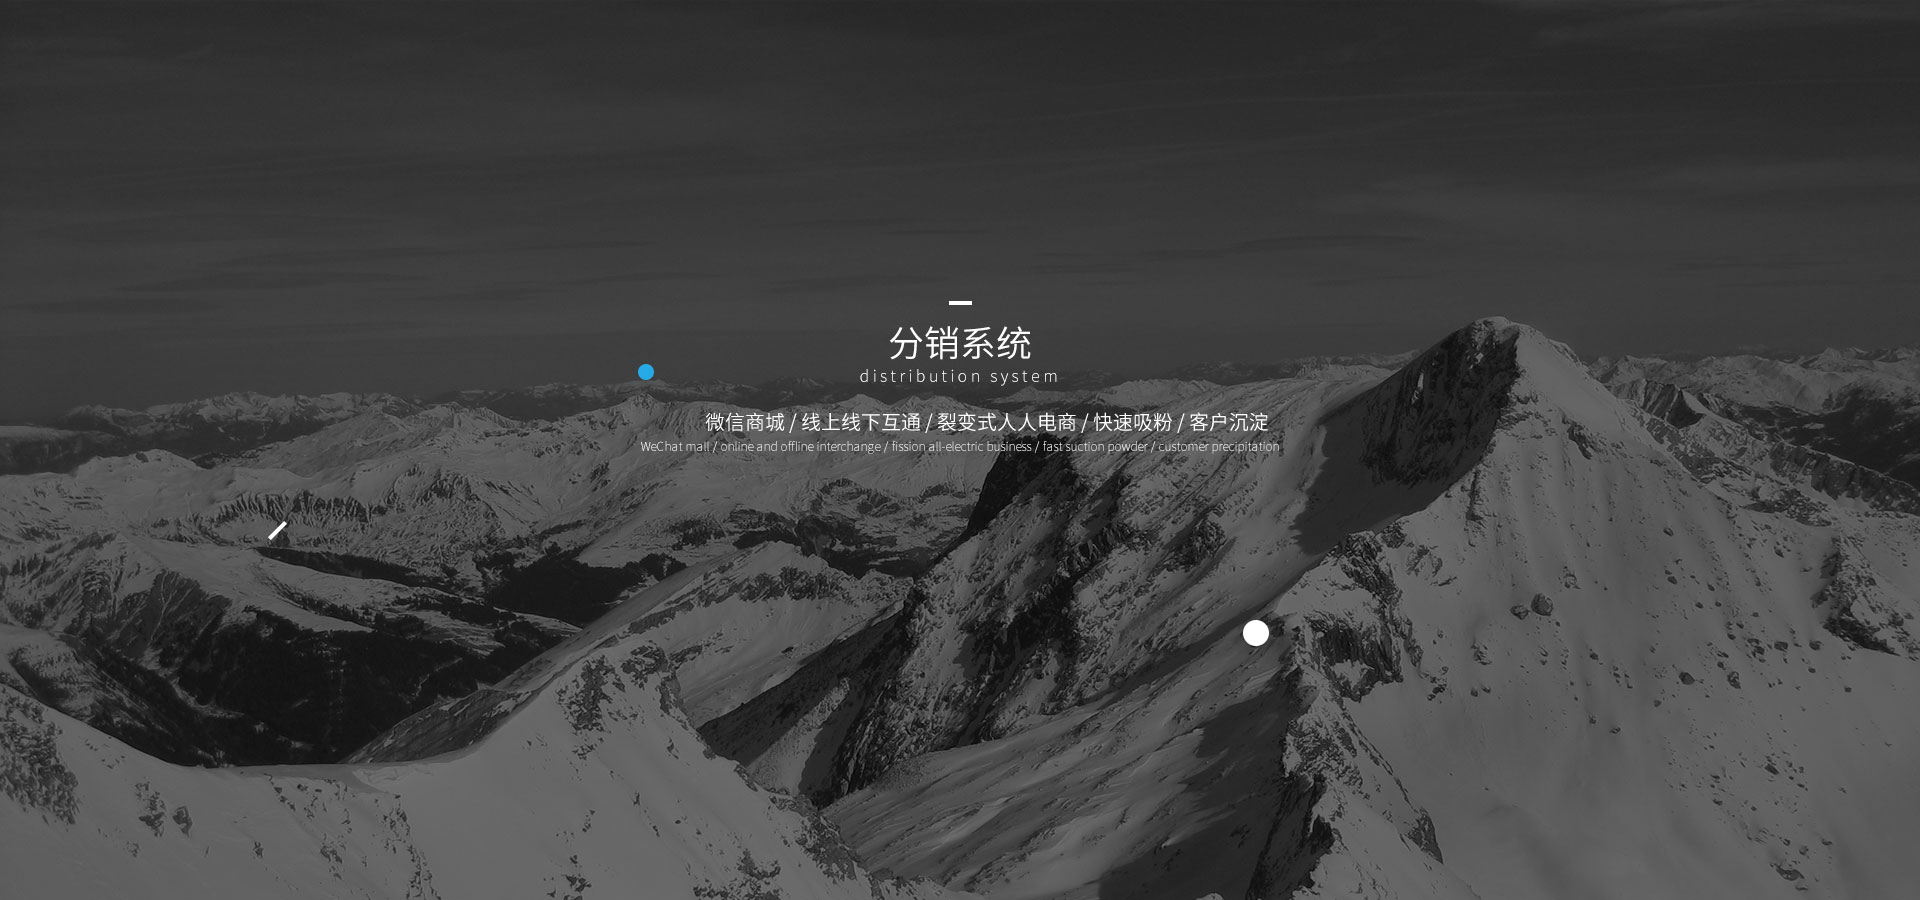 分销系统
distribution system
微信商城 / 线上线下互通 / 裂变式人人电商 / 快速吸粉 / 客户沉淀
WeChat mall / online and offline interchange / fission all-electric business / fast suction powder / customer precipitation